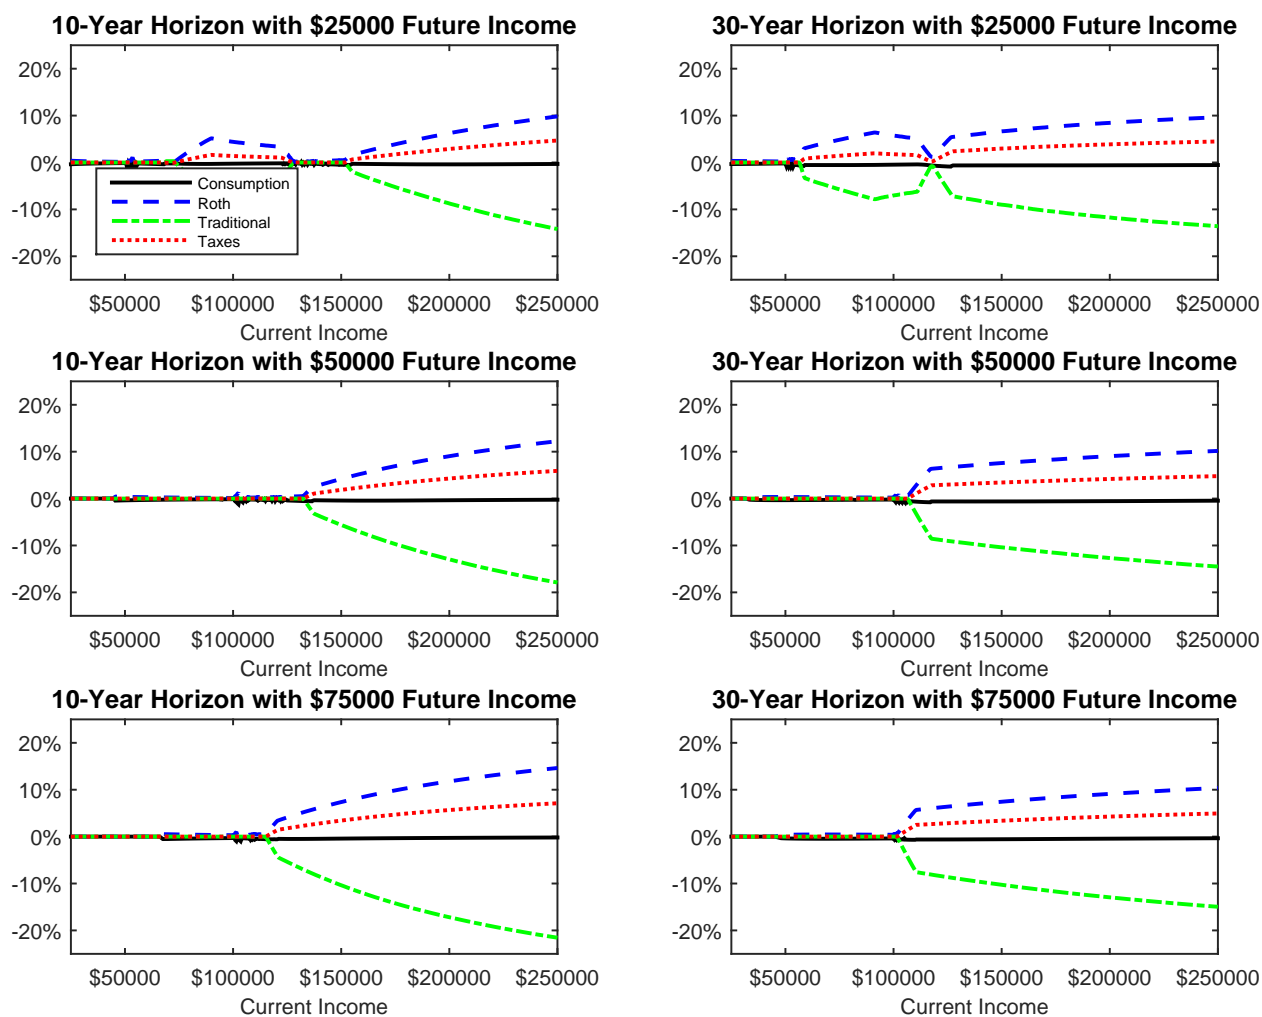 10-Year Horizon with $25000 Future Income
20%
10%
0%
-10%
-20%
Consumption
Roth
Traditional
Taxes
$50000 $100000 $150000 $200000 $250000
Current Income
30-Year Horizon with $25000 Future Income
20%
10%
0%
-10%
-20%
$50000 $100000 $150000 $200000 $250000
Current Income
10-Year Horizon with $50000 Future Income
20%
10%
0%
-10%
-20%
$50000 $100000 $150000 $200000 $250000
Current Income
30-Year Horizon with $50000 Future Income
20%
10%
0%
-10%
-20%
$50000 $100000 $150000 $200000 $250000
Current Income
10-Year Horizon with $75000 Future Income
20%
10%
0%
-10%
-20%
$50000 $100000 $150000 $200000 $250000
Current Income
30-Year Horizon with $75000 Future Income
20%
10%
0%
-10%
-20%
$50000 $100000 $150000 $200000 $250000
Current Income